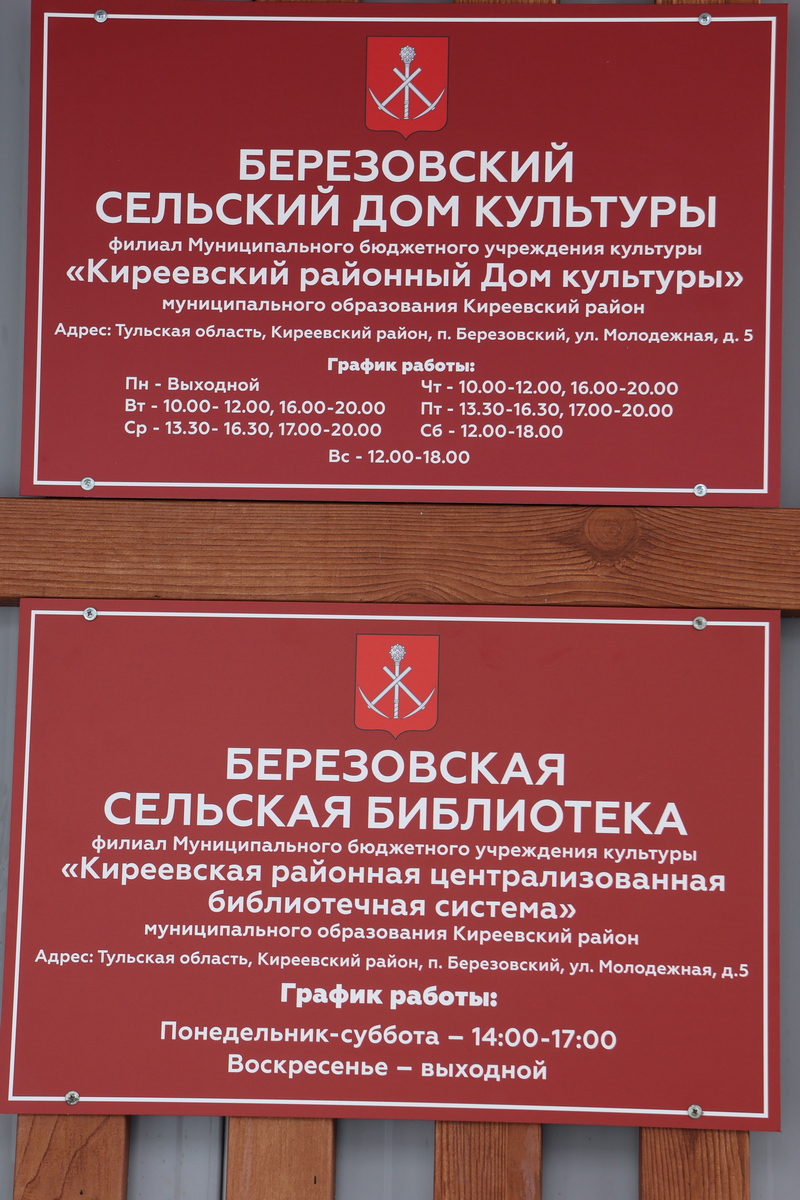 БЕРЕЗОВСКИЙ
СЕЛЬСКИЙ ДОМ КУЛЬТУРЫ
филиал Муниципального бюджетного учреждения культуры
«Киреевский районный Дом культуры»
муниципального образования Киреевский район
Адрес: Тульская область, Киреевский район, п. Березовский, ул. Молодежная, д. 5
График работы:
Пн - Выходной
Вт - 10.00- 12.00, 16.00-20.00
Ср - 13.30- 16.30, 17.00-20.00
Чт - 10.00-12.00, 16.00-20.00
Пт - 13.30-16.30, 17.00-20.00
Сб - 12.00-18.00
Вс - 12.00-18.00
БЕРЕЗОВСКАЯ
СЕЛЬСКАЯ БИБЛИОТЕКА
филиал Муниципального бюджетного учреждения культуры
«Киреевская районная централизованная
библиотечная система»
муниципального образования Киреевский район
Адрес: Тульская область, Киреевский район, п. Березовский, ул. Молодежная, д.5
График работы:
Понедельник-суббота – 14:00-17:00
Воскресенье – выходной